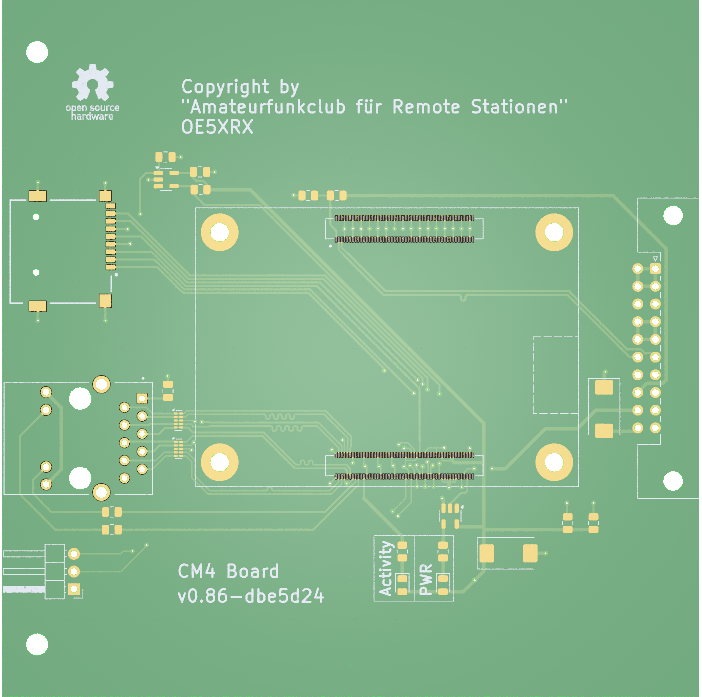 open source
hardware
Copyright by
"Amateurfunkclub für Remote Stationen"
OE5XRX
Activity
PWR
CM4 Board
v0.86-dbe5d24